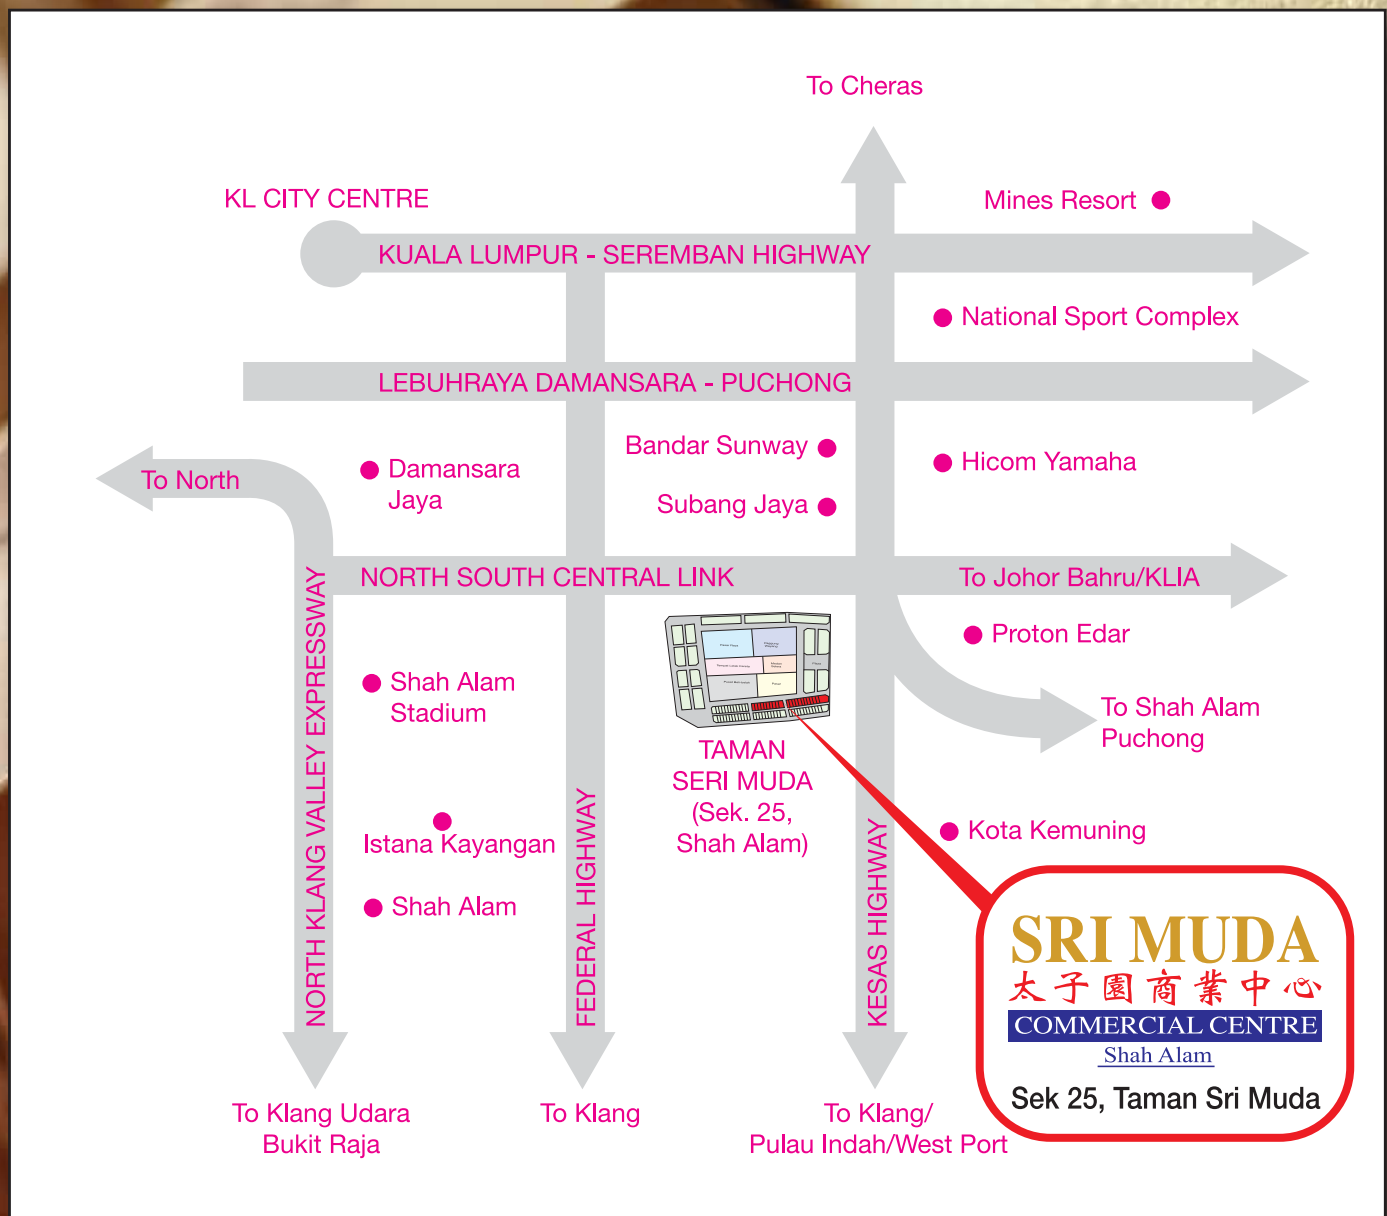 To Cheras
KL CITY CENTRE
Mines Resort
KUALA LUMPUR - SEREMBAN HIGHWAY
National Sport Complex
LEBUHRAYA DAMANSARA - PUCHONG
Bandar Sunway
Hicom Yamaha
To North
Damansara
Jaya
Subang Jaya
NORTH SOUTH CENTRAL LINK
To Johor Bahru/KLIA
Proton Edar
Shah Alam
Stadium
To Shah Alam
Puchong
TAMAN
SERI MUDA
(Sek. 25,
Shah Alam)
Istana Kayangan
Kota Kemuning
Shah Alam
NORTH KLANG VALLEY EXPRESSWAY
FEDERAL HIGHWAY
KESAS HIGHWAY
SRI MUDA
太子園商業中心
COMMERCIAL CENTRE
Shah Alam
Sek 25, Taman Sri Muda
To Klang Udara
Bukit Raja
To Klang
To Klang/
Pulau Indah/West Port